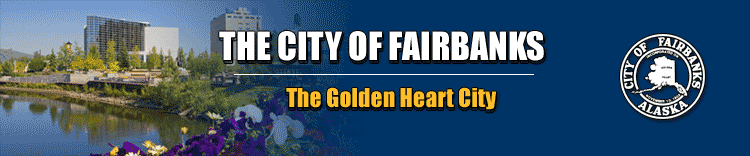 THE CITY OF FAIRBANKS
The Golden Heart City
CITY OF FAIRBANKS
ALASKA